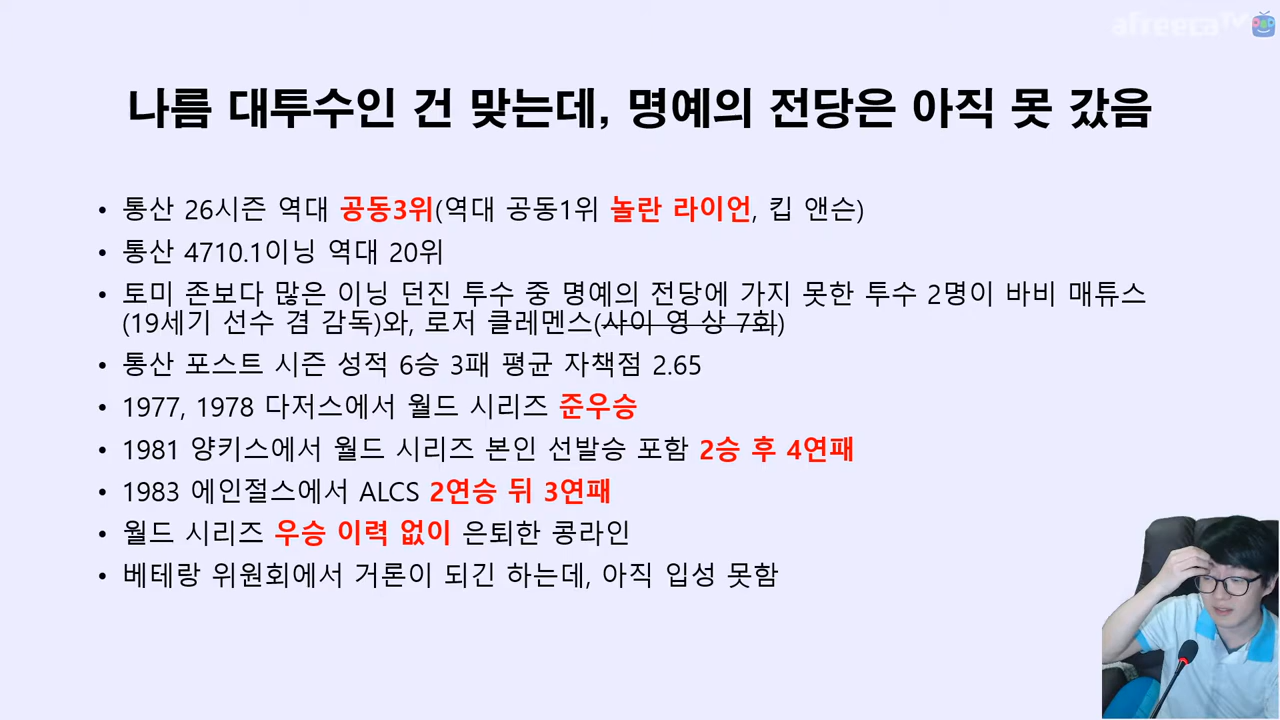 afreecaTV
나름 대투수인 건 맞는데, 명예의 전당은 아직 못 갔음
• 통산 26시즌 역대 공동3위(역대 공동1위 놀란 라이언, 킵 앤슨)
• 통산 4710.1이닝 역대 20위
• 토미 존보다 많은 이닝 던진 투수 중 명예의 전당에 가지 못한 투수 2명이 바비 매튜스
(19세기 선수 겸 감독)와, 로저 클레멘스(사이 영 상 7회)
• 통산 포스트 시즌 성적 6승 3패 평균 자책점 2.65
• 1977, 1978 다저스에서 월드 시리즈 준우승
• 1981 양키스에서 월드 시리즈 본인 선발승 포함 2승 후 4연패
• 1983 에인절스에서 ALCS 2연승 뒤 3연패
• 월드 시리즈 우승 이력 없이 은퇴한 콩라인
• 베테랑 위원회에서 거론이 되긴 하는데, 아직 입성 못함